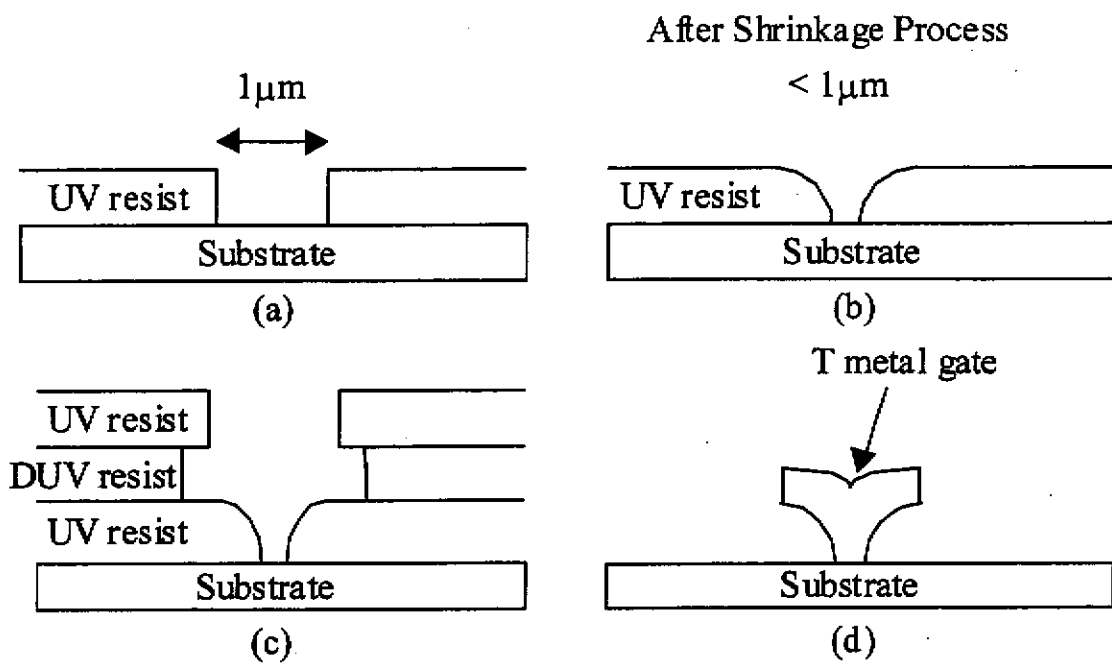 After Shrinkage Process
1μm
< 1μm
UV resist
UV resist
Substrate
Substrate
(a)
(b)
T metal gate
UV resist
DUV resist
UV resist
Substrate
Substrate
(c)
(d)